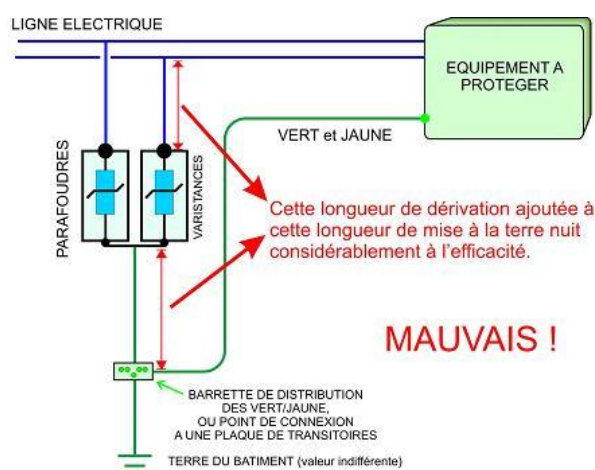 LIGNE ELECTRIQUE
EQUIPEMENT A
PROTEGER
VERT et JAUNE
PARAFOUDRES
VARISTANCES
Cette longueur de dérivation ajoutée à
cette longueur de mise à la terre nuit
considérablement à l'efficacité.
MAUVAIS !
BARRETTE DE DISTRIBUTION
DES VERT/JAUNE,
OU POINT DE CONNEXION
A UNE PLAQUE DE TRANSITOIRES
TERRE DU BATIMENT (valeur indifférente)